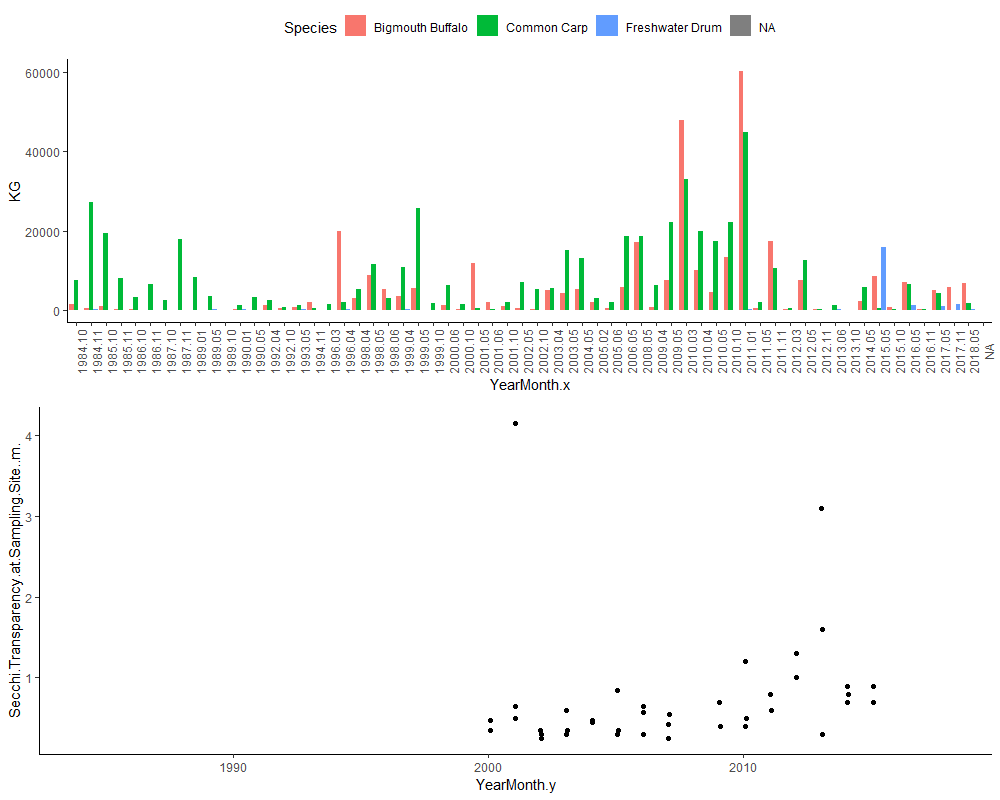 Species Bigmouth Buffalo Common Carp Freshwater Drum NA
KG
60000
40000
20000
0
1984.10 1984.11 1985.10 1985.11 1986.10 1986.11 1987.10 1987.11 1989.01 1989.05 1989.10 1990.01 1990.05 1992.04 1992.10 1993.05 1994.11 1996.03 1996.04 1998.04 1998.05 1998.06 1999.04 1999.05 1999.10 2000.06 2000.10 2001.05 2001.06 2001.10 2002.05 2002.10 2003.04 2003.05 2004.05 2005.02 2005.06 2006.05 2008.05 2009.04 2009.05 2010.03 2010.04 2010.05 2010.10 2011.01 2011.05 2011.11 2012.03 2012.05 2012.11 2013.06 2013.10 2014.05 2015.05 2015.10 2016.05 2016.11 2017.05 2017.11 2018.05 NA
YearMonth.x
Secchi.Transparency.at.Sampling.Site..m.
4
3
2
1
1990 2000 2010
YearMonth.y